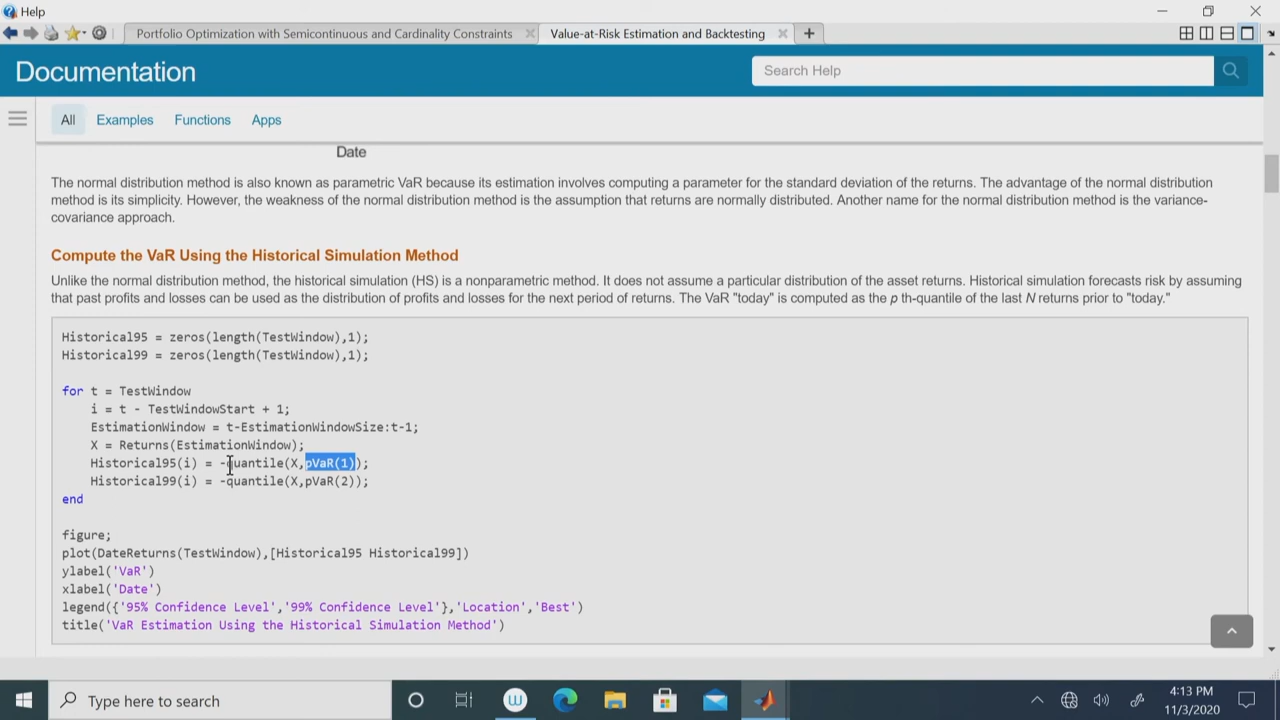 Help
Portfolio Optimization with Semicontinuous and Cardinality Constraints
Value-at-Risk Estimation and Backtesting
Documentation
Search Help
All Examples Functions Apps
Date
The normal distribution method is also known as parametric VaR because its estimation involves computing a parameter for the standard deviation of the returns. The advantage of the normal distribution
method is its simplicity. However, the weakness of the normal distribution method is the assumption that returns are normally distributed. Another name for the normal distribution method is the variance-
covariance approach.
Compute the VaR Using the Historical Simulation Method
Unlike the normal distribution method, the historical simulation (HS) is a nonparametric method. It does not assume a particular distribution of the asset returns. Historical simulation forecasts risk by assuming
that past profits and losses can be used as the distribution of profits and losses for the next period of returns. The VaR "today" is computed as the p th-quantile of the last N returns prior to "today."
Historical95 = zeros(length(TestWindow),1);
Historical99 = zeros(length(TestWindow),1);
for t = TestWindow
i = t - TestWindowStart + 1;
EstimationWindow = t-EstimationWindowSize:t-1;
X = Returns(EstimationWindow);
Historical95(i) = -quantile(X,pVaR(1));
Historical99(i) = -quantile(X,pVaR(2));
end
figure;
plot(DateReturns(TestWindow),[Historical95 Historical99])
ylabel('VaR')
xlabel('Date')
legend({'95% Confidence Level','99% Confidence Level'},'Location','Best')
title('VaR Estimation Using the Historical Simulation Method')
Type here to search
4:13 PM
11/3/2020